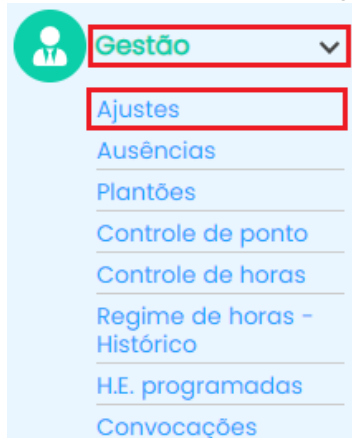 Gestão
Ajustes
Ausências
Plantões
Controle de ponto
Controle de horas
Regime de horas -
Histórico
H.E. programadas
Convocações